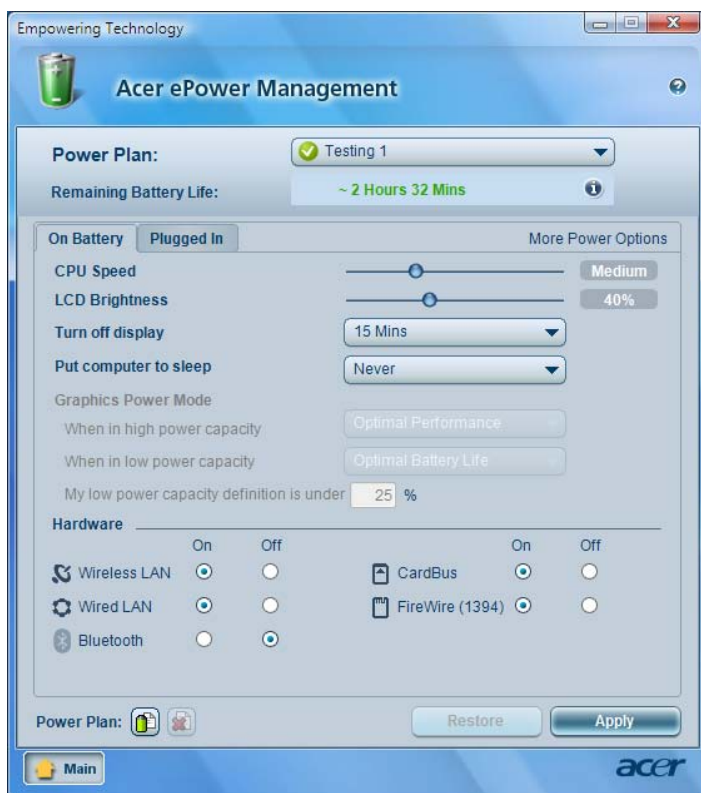 Empowering Technology
Acer ePower Management
Power Plan: Testing 1
Remaining Battery Life: ~ 2 Hours 32 Mins
On Battery Plugged In More Power Options
CPU Speed Medium
LCD Brightness 40%
Turn off display 15 Mins
Put computer to sleep Never
Graphics Power Mode
When in high power capacity Optimal Performance
When in low power capacity Optimal Battery Life
My low power capacity definition is under 25 %
Hardware
On Off On Off
Wireless LAN CardBus
Wired LAN FireWire (1394)
Bluetooth
Power Plan: Restore Apply
Main acer